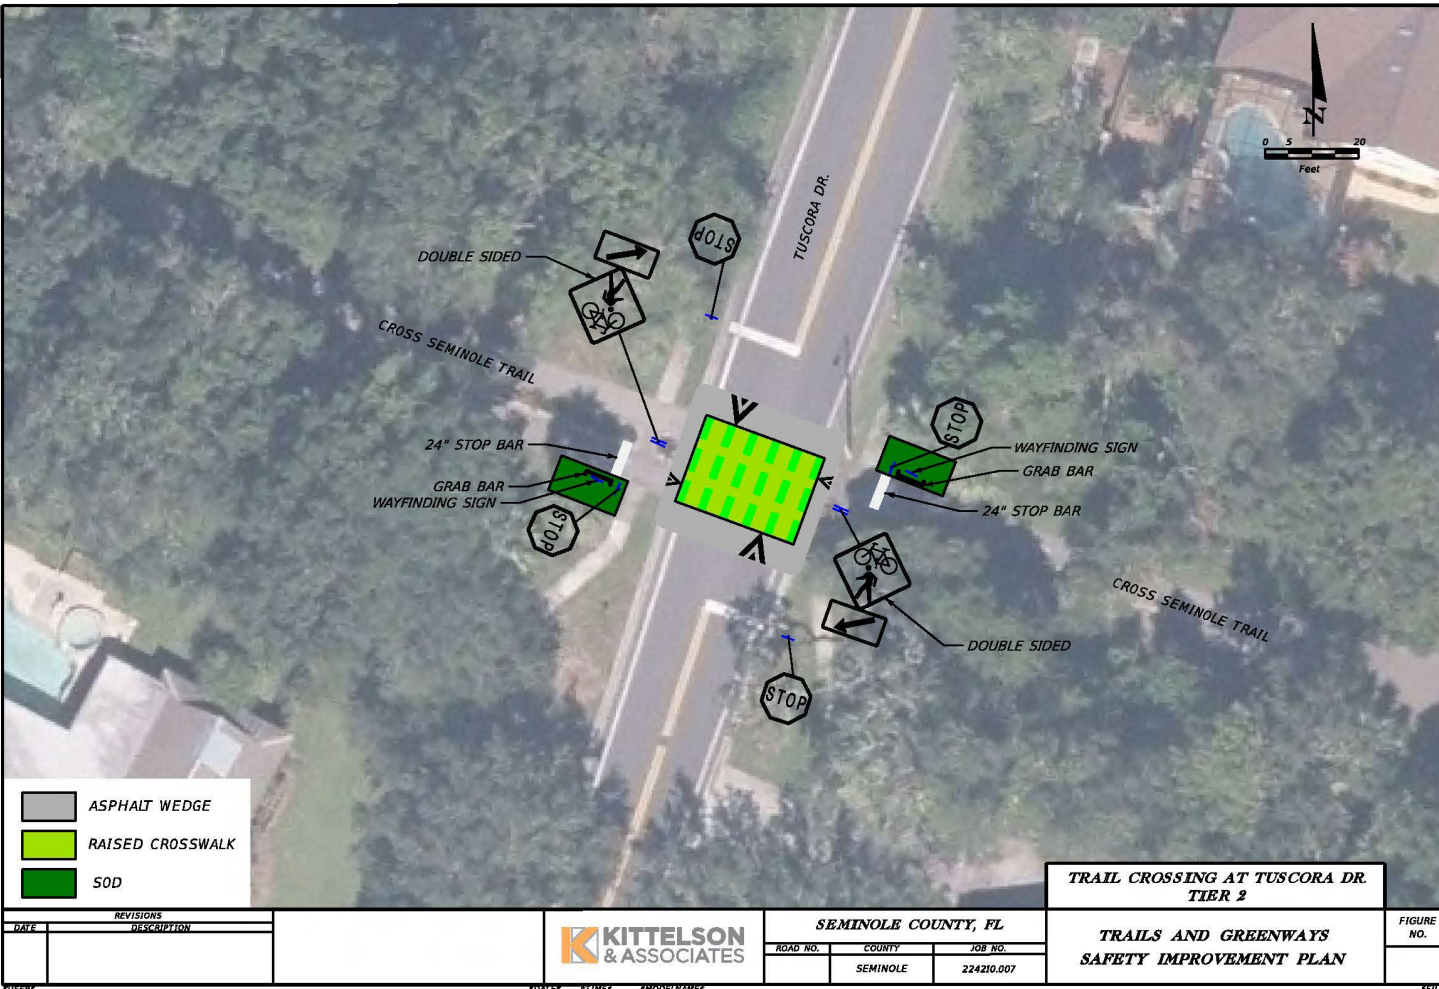 N
0 5 20
Feet
TUSCORA DR.
STOP
DOUBLE SIDED
CROSS SEMINOLE TRAIL
24" STOP BAR
GRAB BAR
WAYFINDING SIGN
STOP
STOP
WAYFINDING SIGN
GRAB BAR
24" STOP BAR
CROSS SEMINOLE TRAIL
DOUBLE SIDED
STOP
ASPHALT WEDGE
RAISED CROSSWALK
SOD
TRAIL CROSSING AT TUSCORA DR.
TIER 2
REVISIONS
DATE DESCRIPTION
KITTELSON
& ASSOCIATES
SEMINOLE COUNTY, FL
ROAD NO. COUNTY JOB NO.
SEMINOLE 224210.007
TRAILS AND GREENWAYS
SAFETY IMPROVEMENT PLAN
FIGURE
NO.